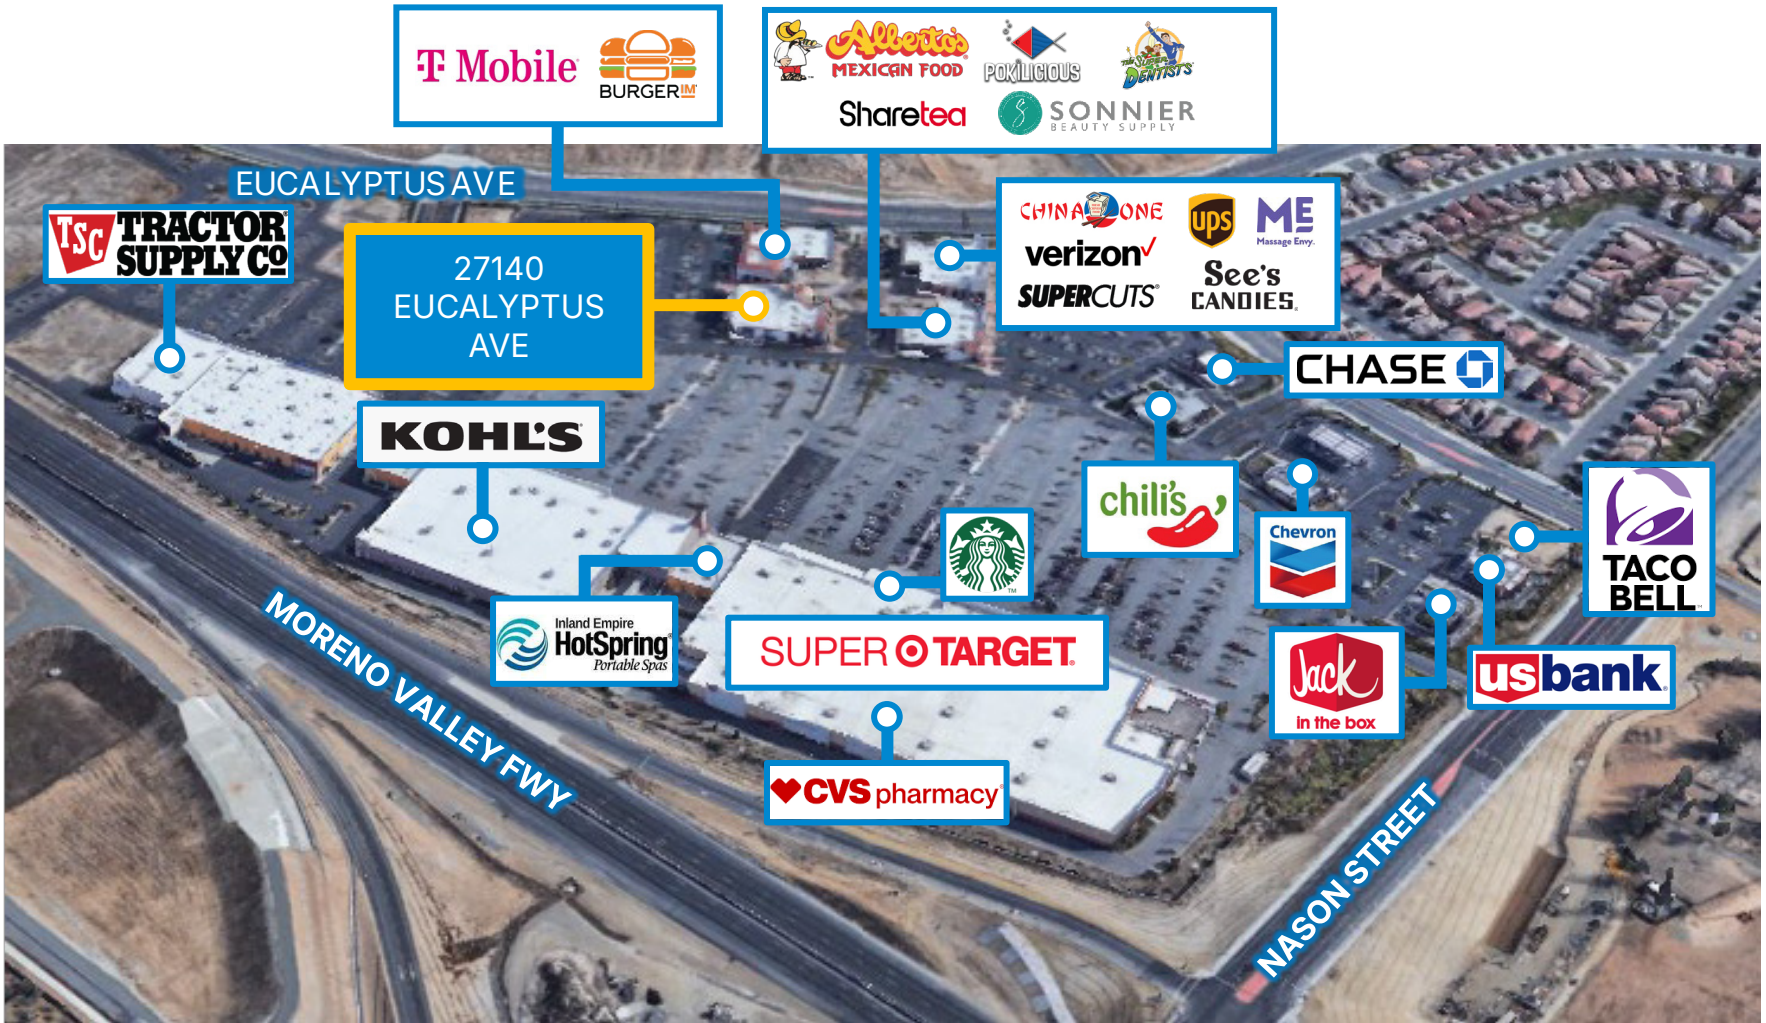 T Mobile
BURGERIM
Alberto's
MEXICAN FOOD
POKILICIOUS
THE SUPER
DENTISTS
Sharetea
SONNIER
BEAUTY SUPPLY
EUCALYPTUS AVE
TSC TRACTOR
SUPPLY CO
27140
EUCALYPTUS
AVE
CHINA ONE
ups
ME
Massage Envy.
verizon
SUPERCUTS
See's
CANDIES
CHASE
KOHL'S
chili's
Chevron
TACO
BELL
Inland Empire
HotSpring
Portable Spas
SUPER TARGET
Jack
in the box
usbank
CVS pharmacy
MORENO VALLEY FWY
NASON STREET